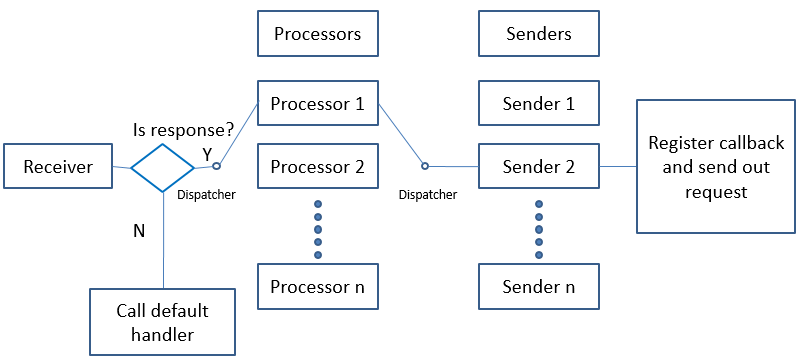 Processors
Senders
Processor 1
Sender 1
Is response?
Y
Receiver
Processor 2
Sender 2
Register callback
and send out
request
Dispatcher
Dispatcher
N
Processor n
Sender n
Call default
handler